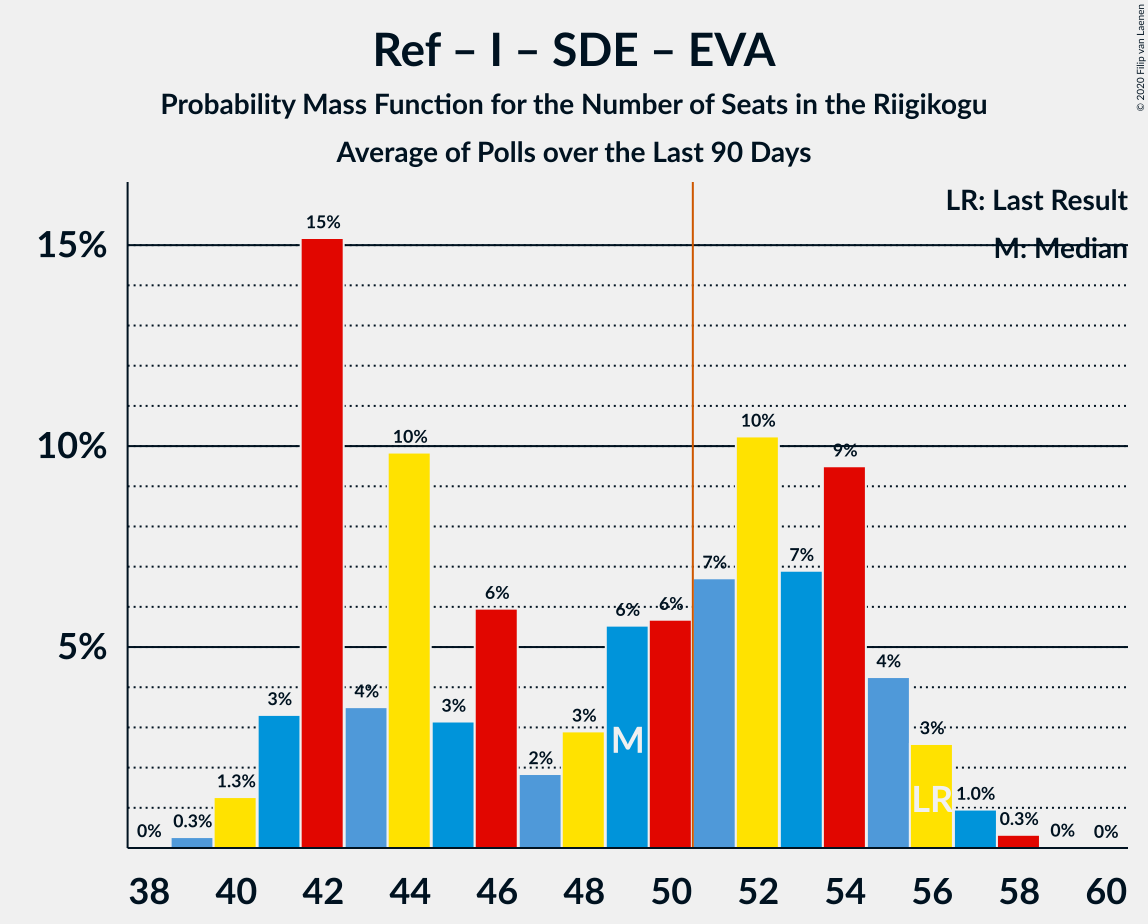 Ref – I – SDE – EVA
Probability Mass Function for the Number of Seats in the Riigikogu
Average of Polls over the Last 90 Days
© 2020 Filip van Laenen
LR: Last Result
M: Median
15%
10%
5%
0%
0.3%
1.3%
3%
15%
4%
10%
3%
6%
2%
3%
6%
6%
7%
10%
7%
9%
4%
3%
1.0%
0.3%
0%
0%
M
LR
38 40 42 44 46 48 50 52 54 56 58 60